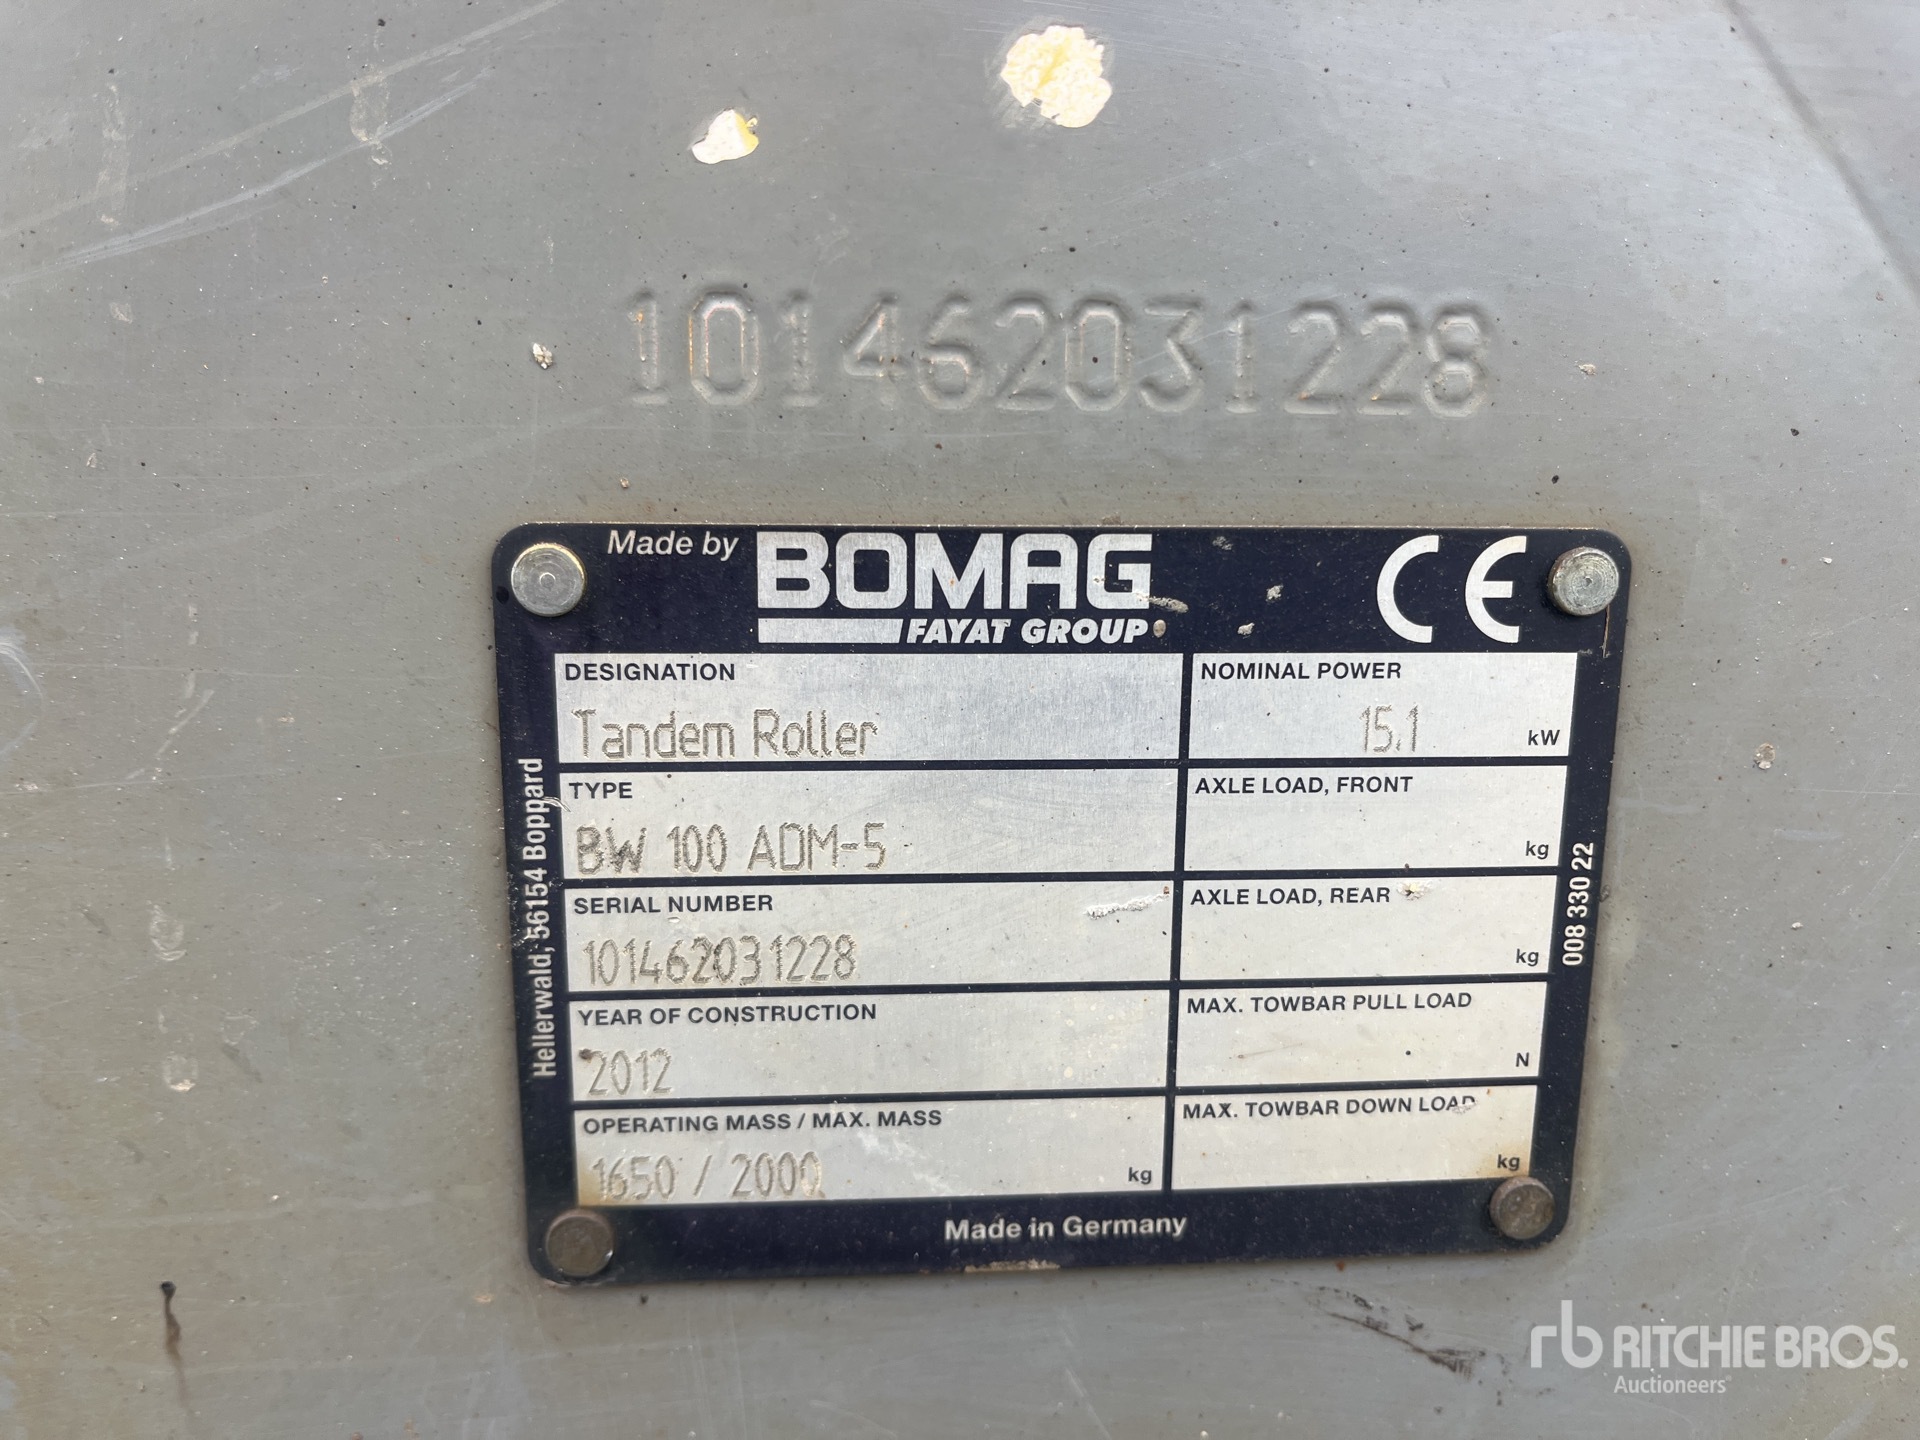 101462031228
Made by BOMAG CE
FAYAT GROUP
DESIGNATION
Tandem Roller
NOMINAL POWER
15.1 kW
TYPE
BW 100 ADM-5
AXLE LOAD, FRONT
kg
SERIAL NUMBER
101462031228
AXLE LOAD, REAR
kg
YEAR OF CONSTRUCTION
2012
MAX. TOWBAR PULL LOAD
N
OPERATING MASS / MAX. MASS
1650 / 2000 kg
MAX. TOWBAR DOWN LOAD
kg
Hellerwald, 56154 Boppard
008 330 22
Made in Germany
rb RITCHIE BROS.
Auctioneers